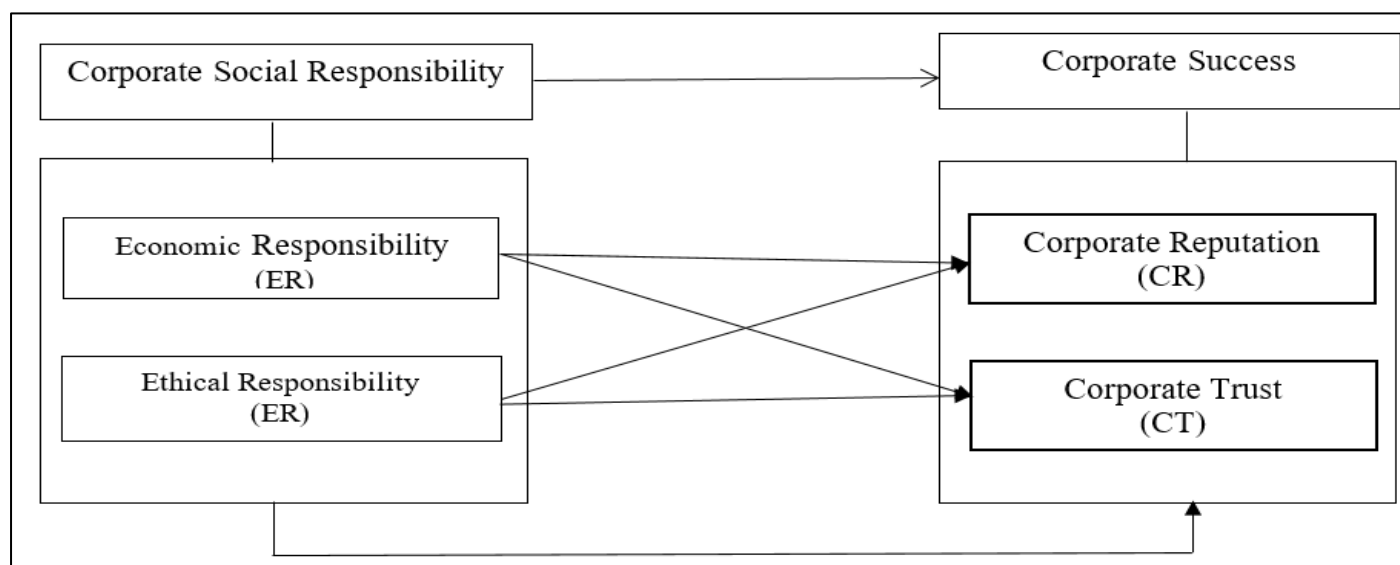 Corporate Social Responsibility
Corporate Success
Economic Responsibility
(ER)
Corporate Reputation
(CR)
Ethical Responsibility
(ER)
Corporate Trust
(CT)